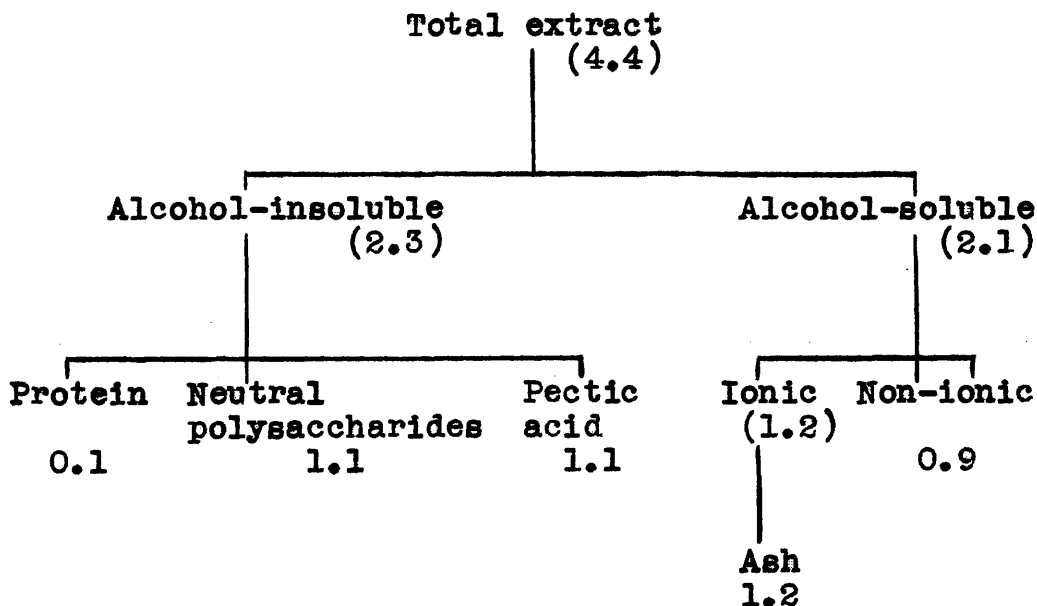 Total extract
(4.4)
Alcohol-insoluble
(2.3)
Alcohol-soluble
(2.1)
Protein
0.1
Neutral
polysaccharides
1.1
Pectic
acid
1.1
Ionic
(1.2)
Non-ionic
0.9
Ash
1.2